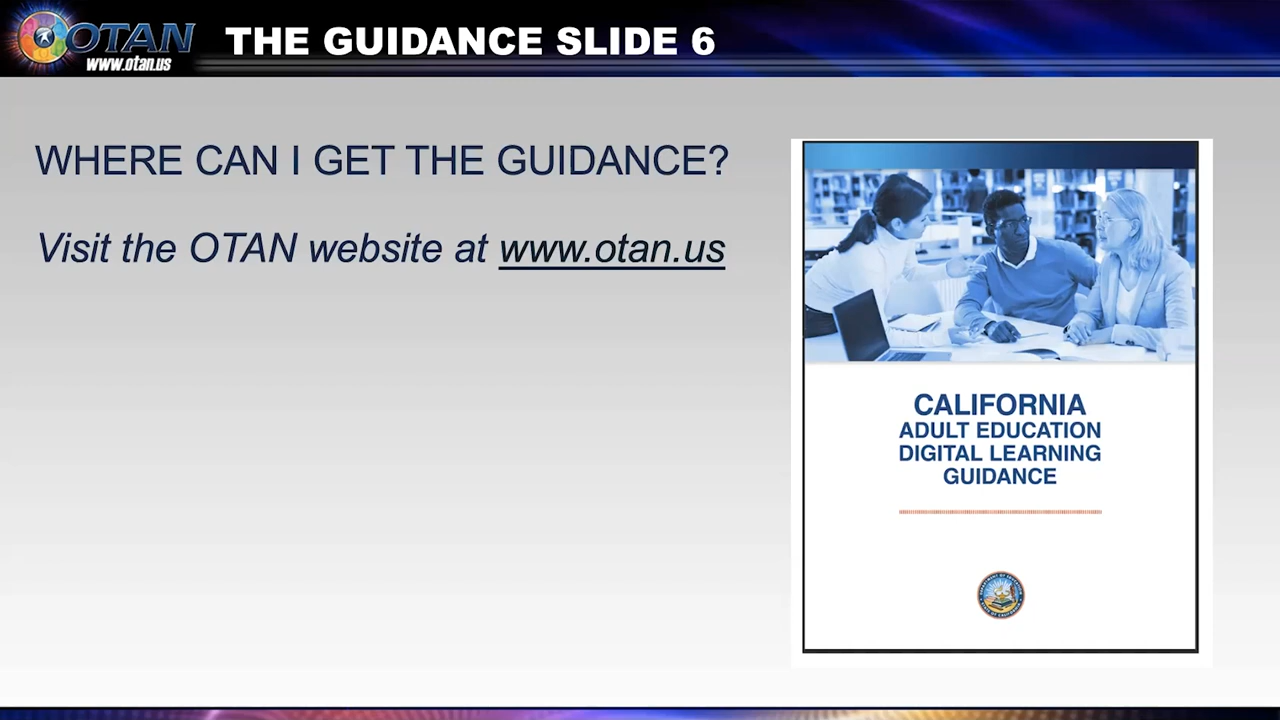 OTAN
www.otan.us
THE GUIDANCE SLIDE 6
WHERE CAN I GET THE GUIDANCE?
Visit the OTAN website at www.otan.us
CALIFORNIA
ADULT EDUCATION
DIGITAL LEARNING
GUIDANCE